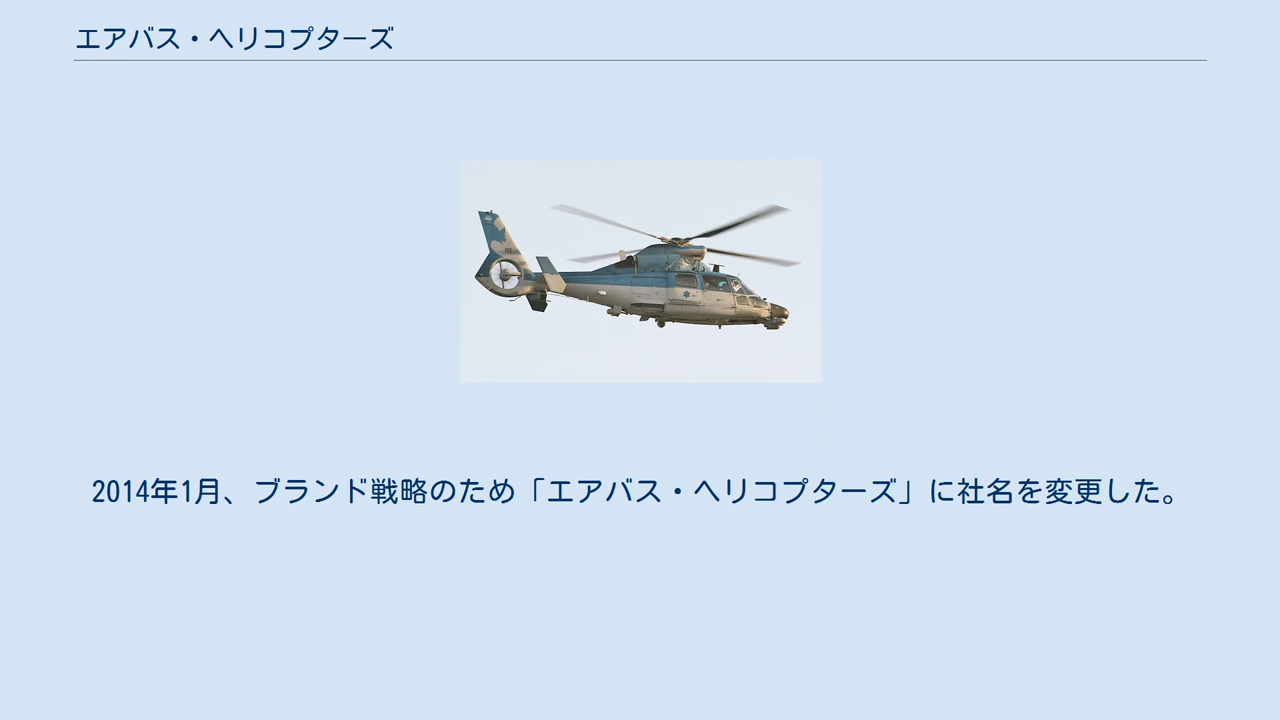 エアバス・ヘリコプターズ
2014年1月、ブランド戦略のため「エアバス・ヘリコプターズ」に社名を変更した。